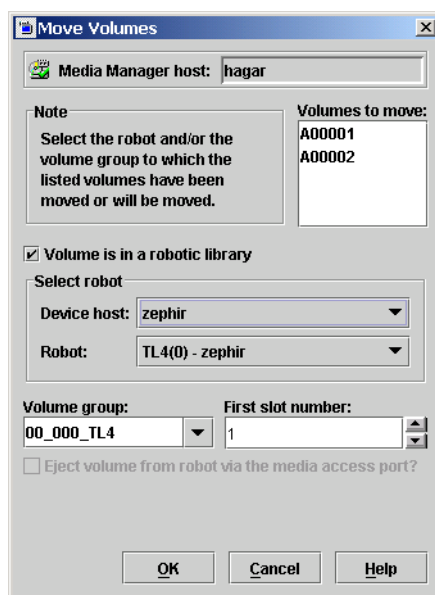 Move Volumes
Media Manager host: hagar
Note
Select the robot and/or the
volume group to which the
listed volumes have been
moved or will be moved.
Volumes to move:
A00001
A00002
Volume is in a robotic library
Select robot
Device host: zephir
Robot: TL4(0) - zephir
Volume group: First slot number:
00_000_TL4 1
Eject volume from robot via the media access port?
OK Cancel Help